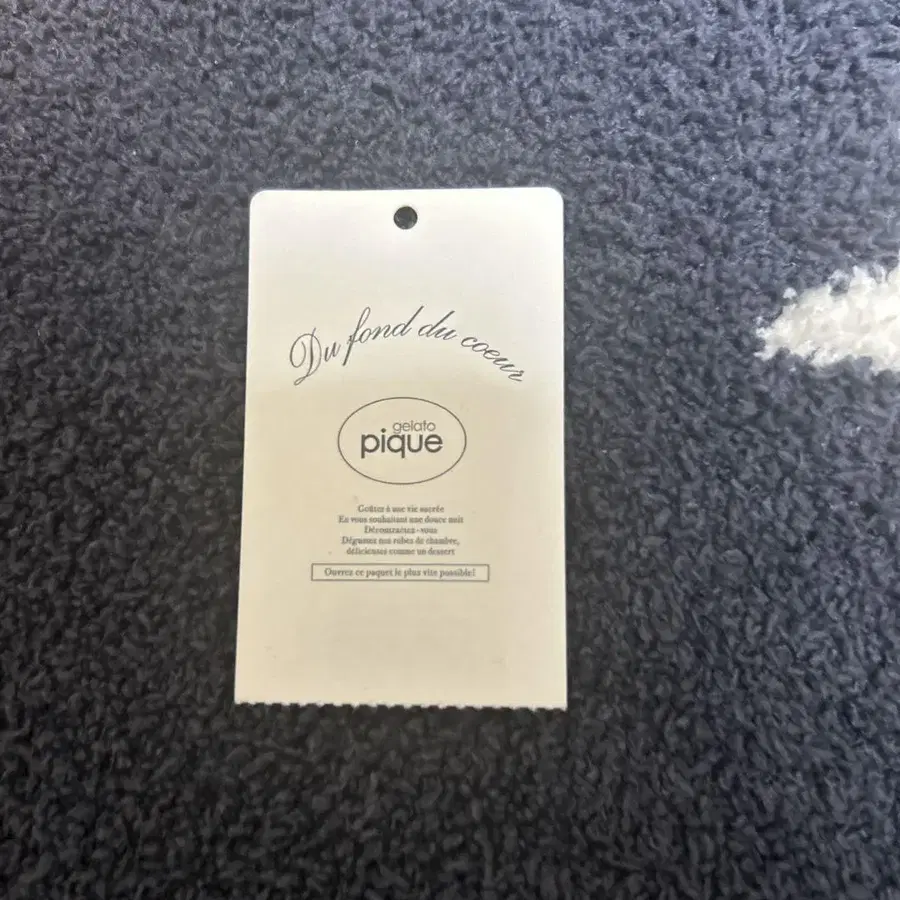 Du fond du coeur
gelato
pique
Goûtez à une vie sucrée
En vous souhaitant une douce nuit
Décontractez-vous
Dégustez nos robes de chambre,
délicieuses comme un dessert
Ouvrez ce paquet le plus vite possible!